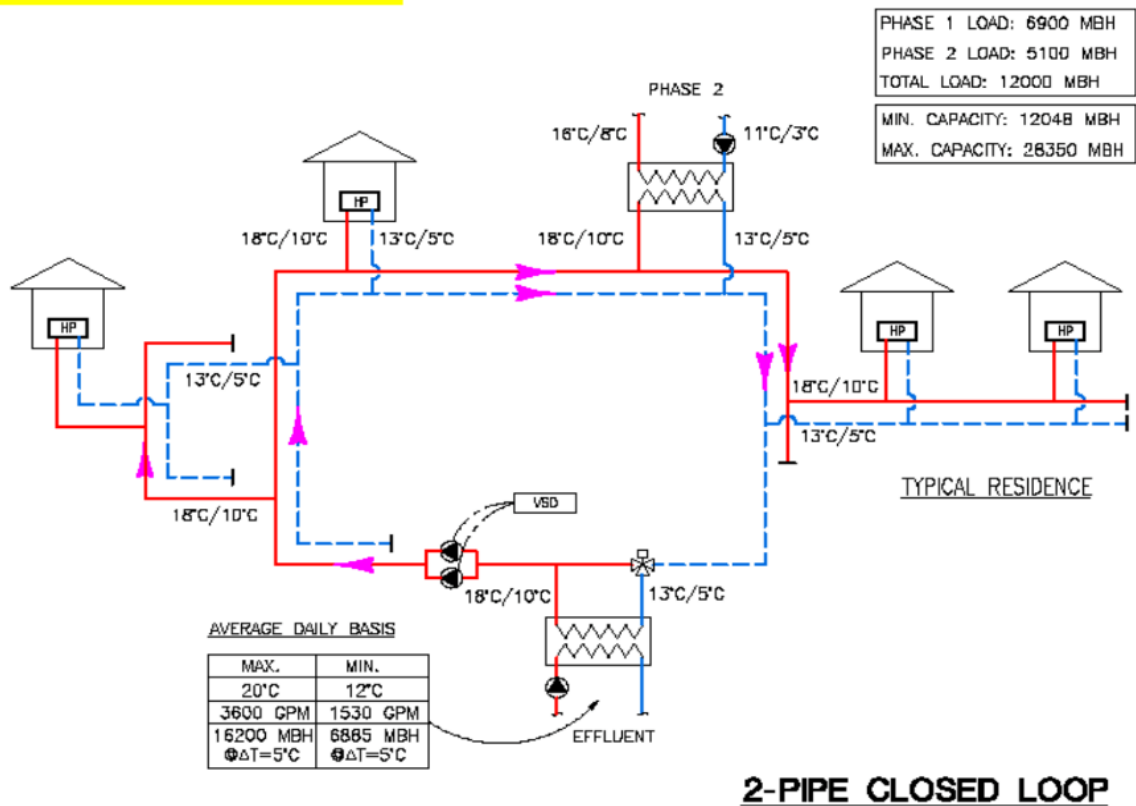 PHASE 1 LOAD: 6900 MBH
PHASE 2 LOAD: 5100 MBH
TOTAL LOAD: 12000 MBH
MIN. CAPACITY: 12048 MBH
MAX. CAPACITY: 28350 MBH
PHASE 2
16°C/8°C
11°C/3°C
HP
18°C/10°C
13°C/5°C
18°C/10°C
13°C/5°C
HP
HP
HP
13°C/5°C
18°C/10°C
13°C/5°C
TYPICAL RESIDENCE
18°C/10°C
VSD
18°C/10°C
13°C/5°C
AVERAGE DAILY BASIS
MAX. MIN.
20°C 12°C
3600 GPM 1530 GPM
16200 MBH 6885 MBH
@ΔT=5°C @ΔT=5°C
EFFLUENT
2-PIPE CLOSED LOOP